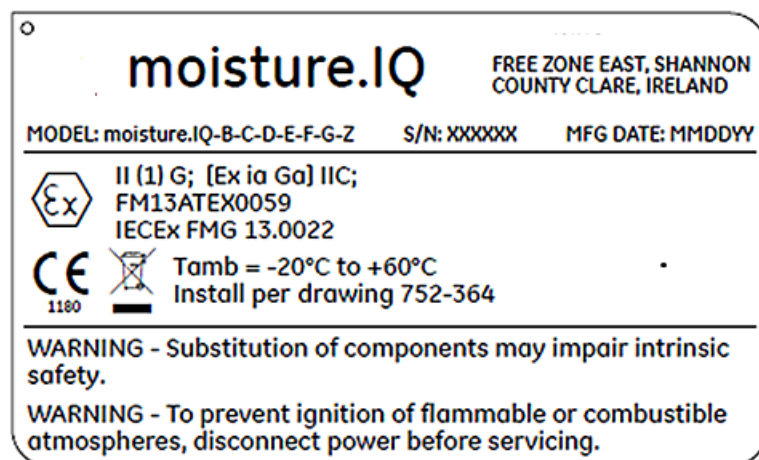 moisture.IQ
FREE ZONE EAST, SHANNON
COUNTY CLARE, IRELAND
MODEL: moisture.IQ-B-C-D-E-F-G-Z S/N: XXXXXX MFG DATE: MMDDYY
Ex
II (1) G; [Ex ia Ga] IIC;
FM13ATEX0059
IECEx FMG 13.0022
CE
1180
Tamb = -20°C to +60°C
Install per drawing 752-364
WARNING - Substitution of components may impair intrinsic
safety.
WARNING - To prevent ignition of flammable or combustible
atmospheres, disconnect power before servicing.